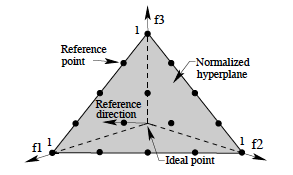 f3
1
Reference
point
Normalized
hyperplane
Reference
direction
f1
1
1
f2
Ideal point